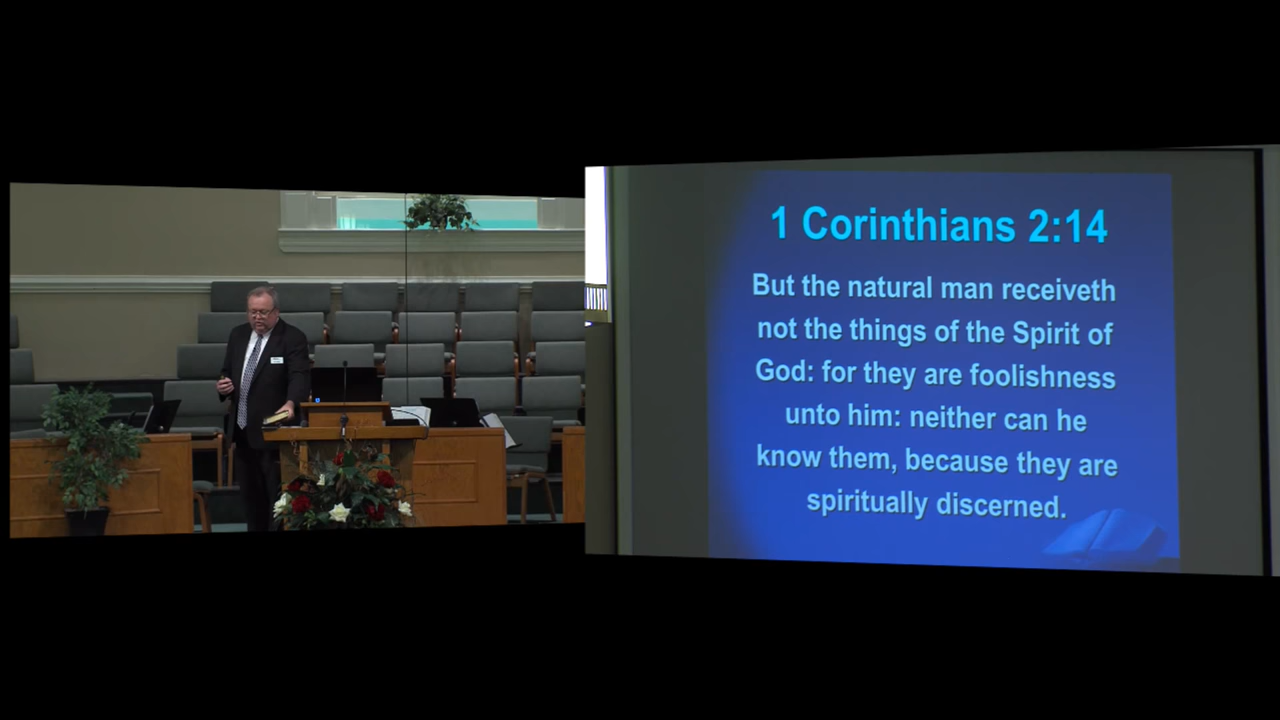 1 Corinthians 2:14
But the natural man receiveth
not the things of the Spirit of
God: for they are foolishness
unto him: neither can he
know them, because they are
spiritually discerned.